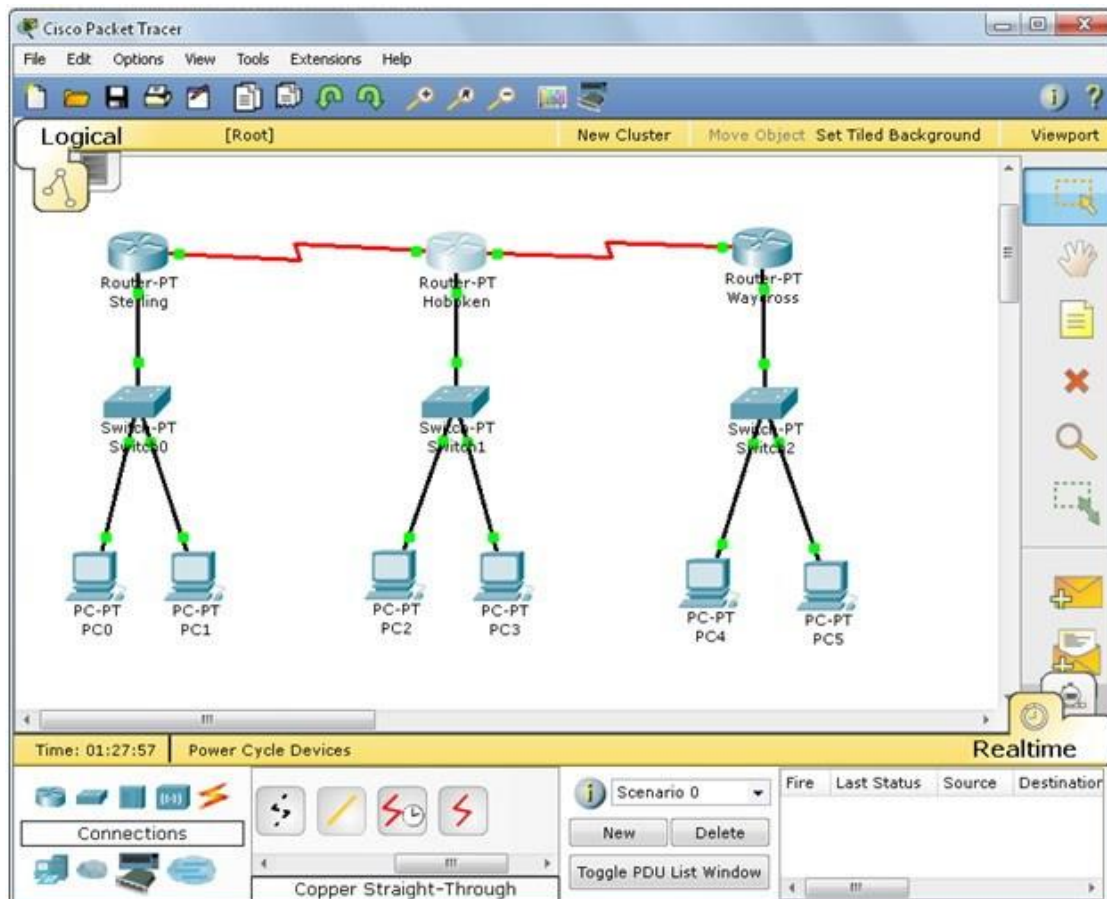 Cisco Packet Tracer
File Edit Options View Tools Extensions Help
Logical [Root] New Cluster Move Object Set Tiled Background Viewport
Router-PT
Sterling
Router-PT
Hoboken
Router-PT
Waycross
Switch-PT
Switch0
Switch-PT
Switch1
Switch-PT
Switch2
PC-PT
PC0
PC-PT
PC1
PC-PT
PC2
PC-PT
PC3
PC-PT
PC4
PC-PT
PC5
Time: 01:27:57 Power Cycle Devices Realtime
Connections
Copper Straight-Through
Scenario 0
New Delete
Toggle PDU List Window
Fire Last Status Source Destination